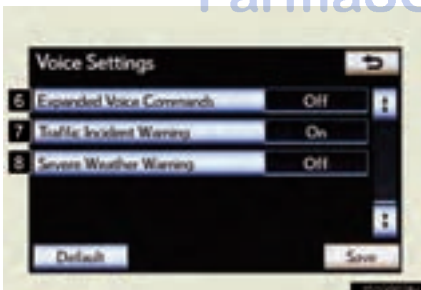 Voice Settings
6 Expanded Voice Commands Off
7 Traffic Incident Warning On
8 Severe Weather Warning Off
Default Save